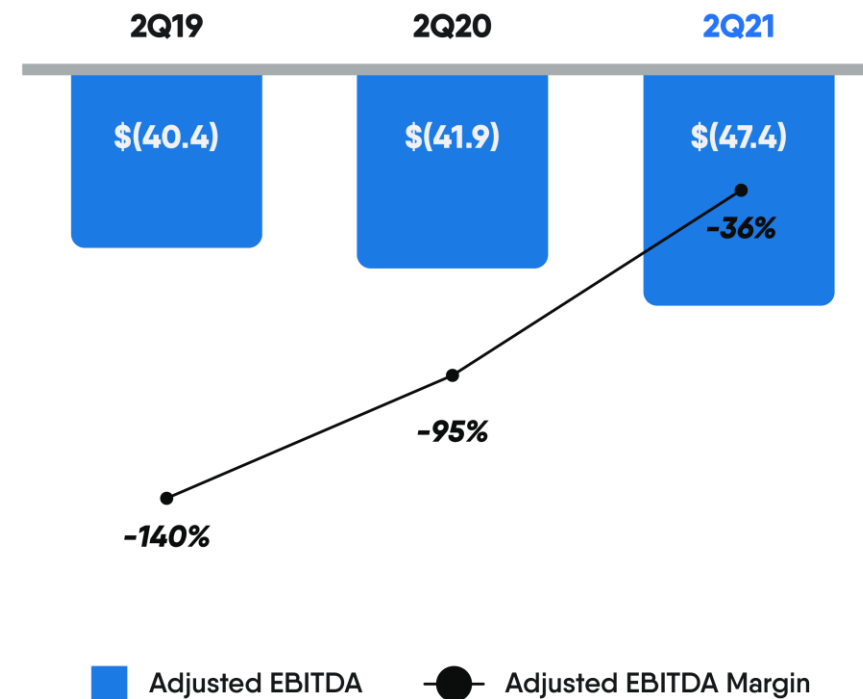 2Q19 2Q20 2Q21
$(40.4) $(41.9) $(47.4)
-36%
-95%
-140%
Adjusted EBITDA Adjusted EBITDA Margin